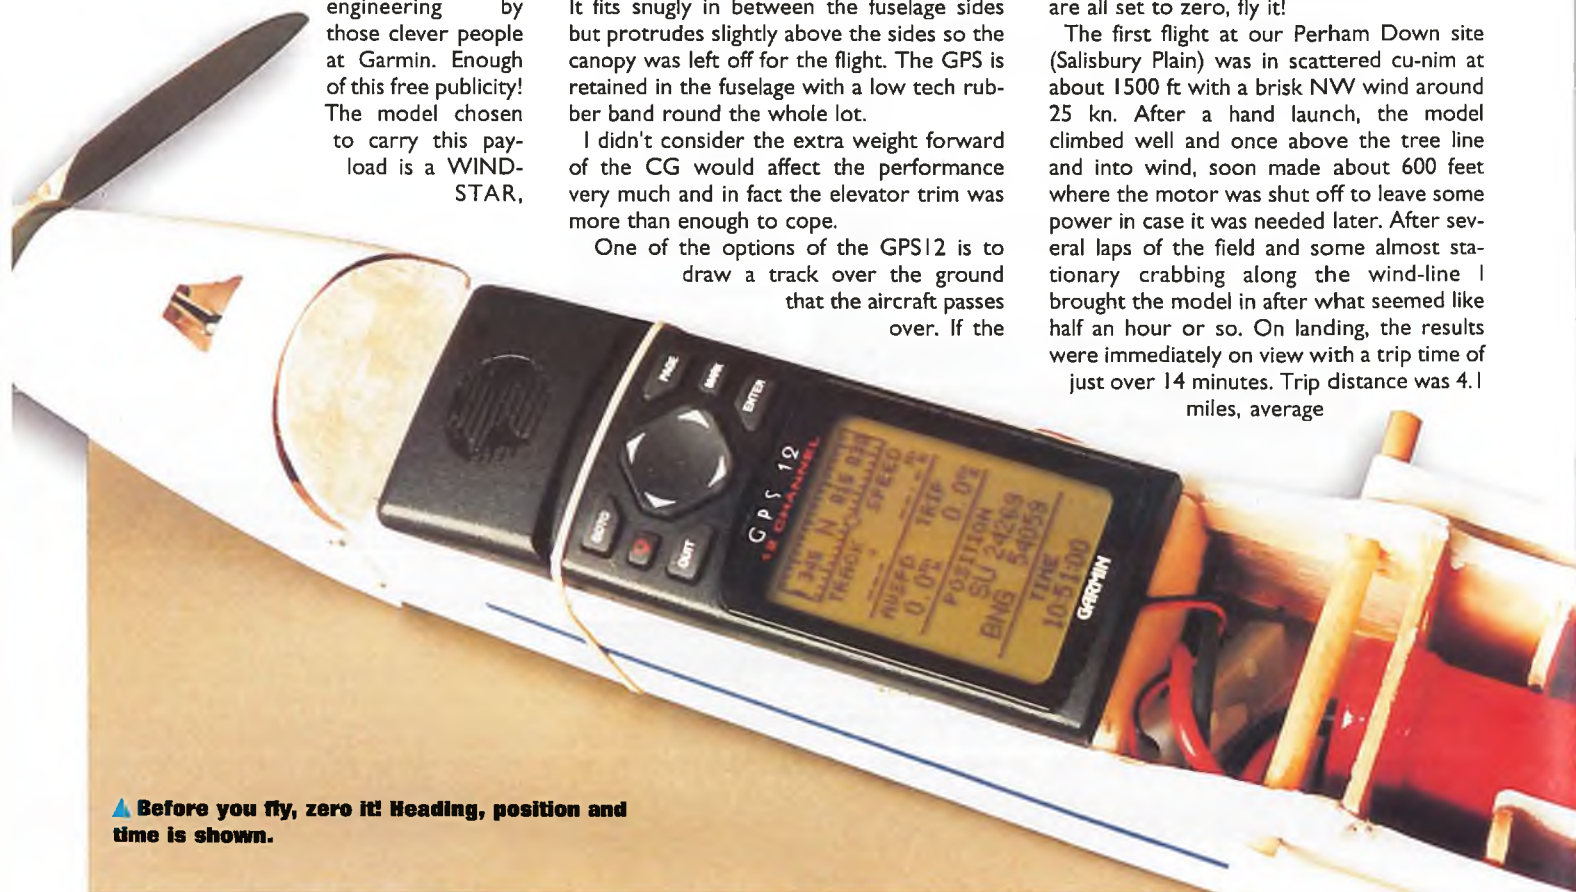 engineering by
those clever people
at Garmin. Enough
of this free publicity!
The model chosen
to carry this pay-
load is a WIND-
STAR,
It fits snugly in between the fuselage sides
but protrudes slightly above the sides so the
canopy was left off for the flight. The GPS is
retained in the fuselage with a low tech rub-
ber band round the whole lot.
I didn't consider the extra weight forward
of the CG would affect the performance
very much and in fact the elevator trim was
more than enough to cope.
One of the options of the GPS12 is to
draw a track over the ground
that the aircraft passes
over. If the
are all set to zero, fly it!
The first flight at our Perham Down site
(Salisbury Plain) was in scattered cu-nim at
about 1500 ft with a brisk NW wind around
25 kn. After a hand launch, the model
climbed well and once above the tree line
and into wind, soon made about 600 feet
where the motor was shut off to leave some
power in case it was needed later. After sev-
eral laps of the field and some almost sta-
tionary crabbing along the wind-line I
brought the model in after what seemed like
half an hour or so. On landing, the results
were immediately on view with a trip time of
just over 14 minutes. Trip distance was 4.1
miles, average
PAGE
MARK
ENTER
GOTO
QUIT
GPS 12
12 CHANNEL
345 N 015 030
TRACK SPEED
AVSPD TRIP
0.0 0.0
POSITION
SU 24269
BNG 54059
TIME
10:51:00
GARMIN
Before you fly, zero it! Heading, position and
time is shown.